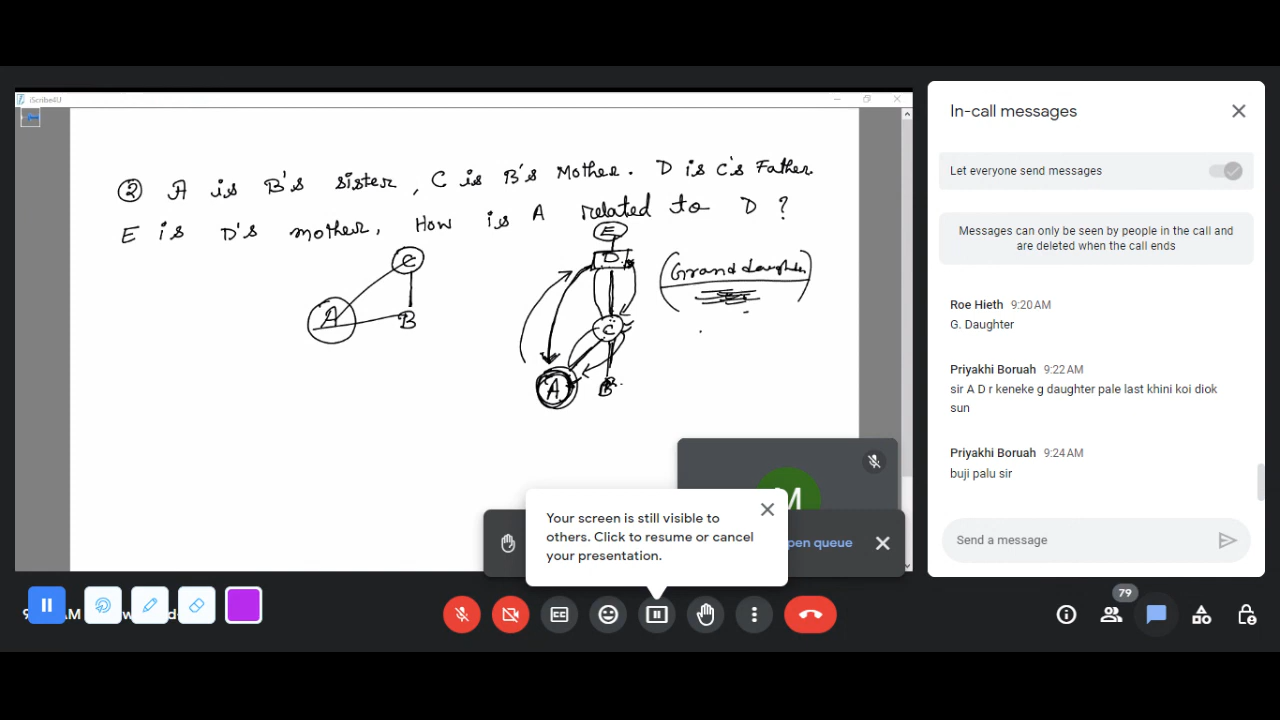 iScribe4U
② A is B's sister, C is B's Mother. D is C's Father
E is D's mother, How is A related to D ?
C
A
B
E
D
C
A
B
(Grand daughter)
M
Your screen is still visible to
others. Click to resume or cancel
your presentation.
pen queue
In-call messages
Let everyone send messages
Messages can only be seen by people in the call and
are deleted when the call ends
Roe Hieth 9:20 AM
G. Daughter
Priyakhi Boruah 9:22 AM
sir A D r keneke g daughter pale last khini koi diok
sun
Priyakhi Boruah 9:24 AM
buji palu sir
Send a message
79